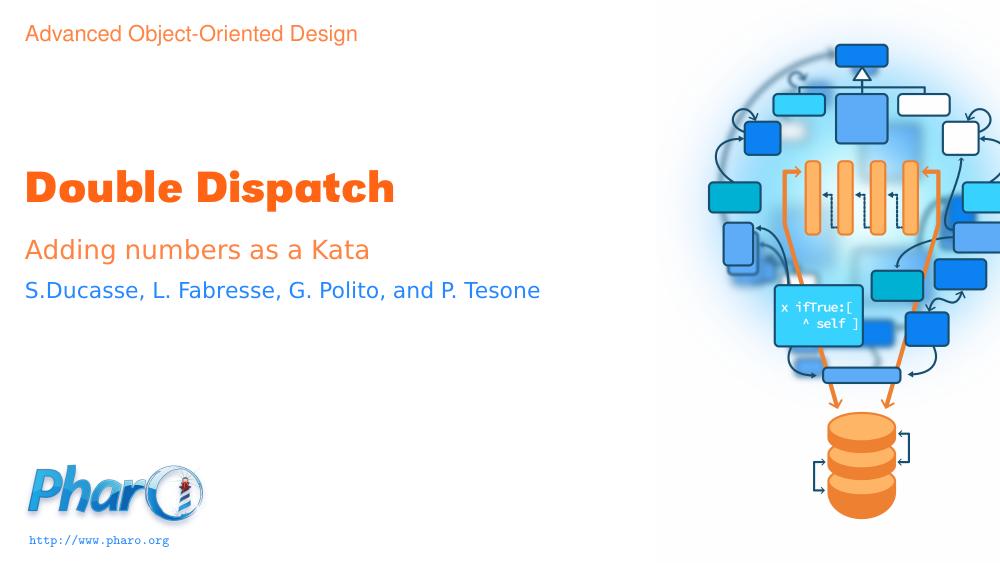 Advanced Object-Oriented Design
Double Dispatch
Adding numbers as a Kata
S.Ducasse, L. Fabresse, G. Polito, and P. Tesone
x ifTrue:[
^ self ]
Pharo
http://www.pharo.org